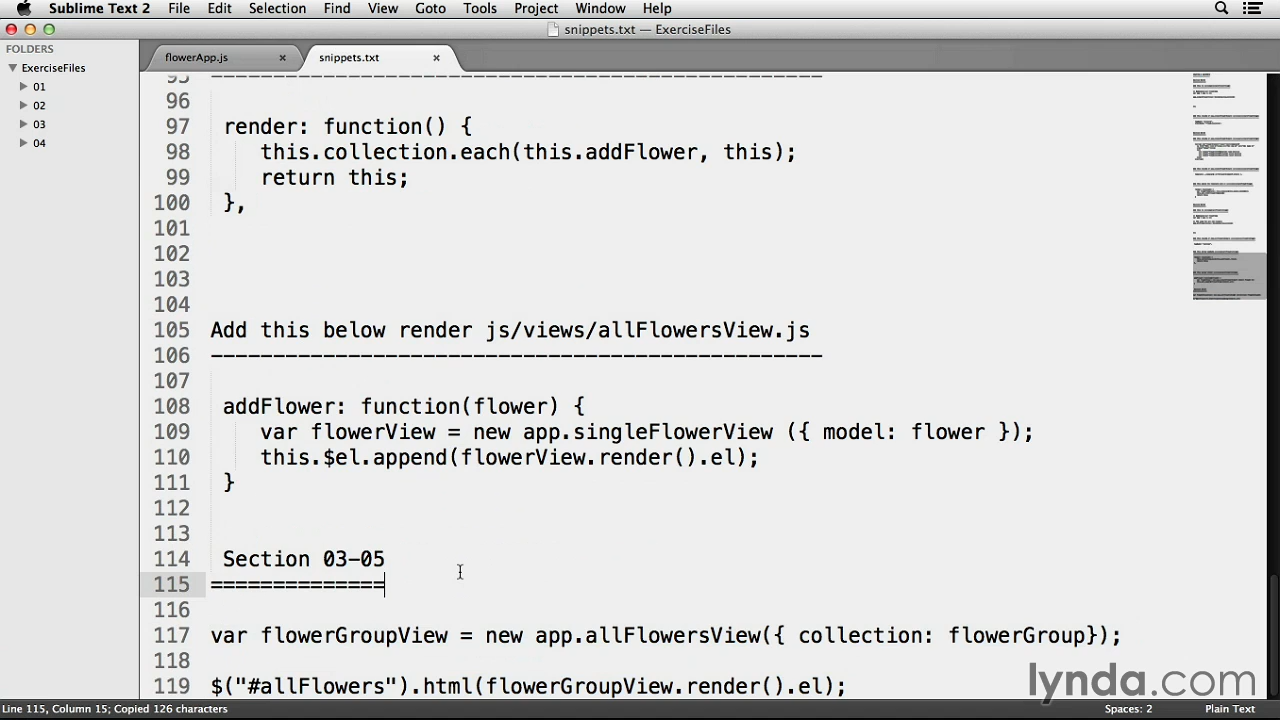 Sublime Text 2 File Edit Selection Find View Goto Tools Project Window Help
snippets.txt — ExerciseFiles
FOLDERS
ExerciseFiles
01
02
03
04
flowerApp.js × snippets.txt ×
95 -------------------------------------------------
96
97 render: function() {
98 this.collection.each(this.addFlower, this);
99 return this;
100 },
101
102
103
104
105 Add this below render js/views/allFlowersView.js
106 -------------------------------------------------
107
108 addFlower: function(flower) {
109 var flowerView = new app.singleFlowerView ({ model: flower });
110 this.$el.append(flowerView.render().el);
111 }
112
113
114 Section 03-05
115 ==============
116
117 var flowerGroupView = new app.allFlowersView({ collection: flowerGroup});
118
119 $("#allFlowers").html(flowerGroupView.render().el);
lynda.com
Line 115, Column 15; Copied 126 characters Spaces: 2 Plain Text